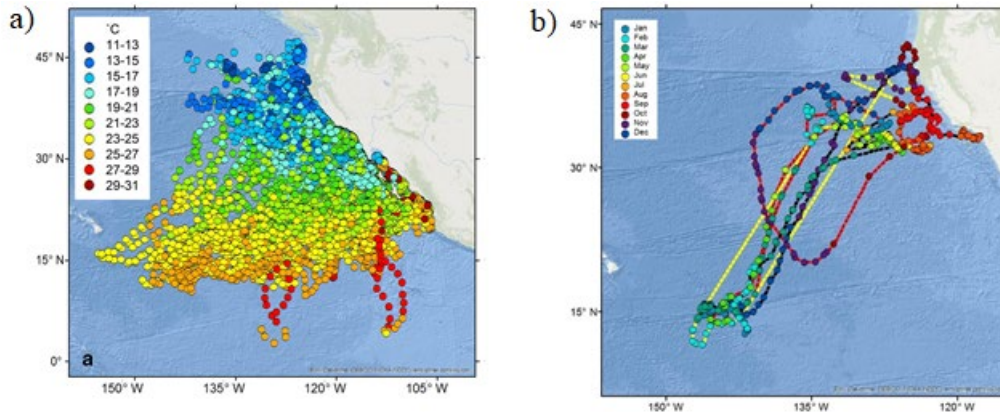 a)
°C
11-13
13-15
15-17
17-19
19-21
21-23
23-25
25-27
27-29
29-31
45° N
30° N
15° N
0°
a
150° W
135° W
120° W
105° W
b)
Jan
Feb
Mar
Apr
May
Jun
Jul
Aug
Sep
Oct
Nov
Dec
45° N
30° N
15° N
150° W
135° W
120° W